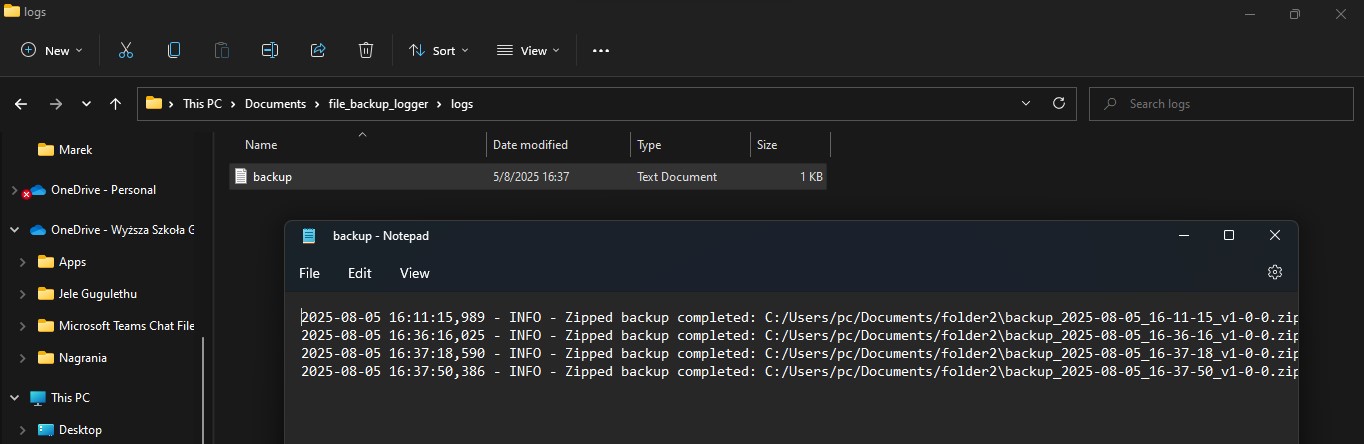 logs
New Sort View
This PC Documents file_backup_logger logs Search logs
Name Date modified Type Size
backup 5/8/2025 16:37 Text Document 1 KB
Marek
OneDrive - Personal
OneDrive - Wyższa Szkoła G
Apps
Jele Gugulethu
Microsoft Teams Chat File
Nagrania
This PC
Desktop
backup - Notepad
File Edit View
2025-08-05 16:11:15,989 - INFO - Zipped backup completed: C:/Users/pc/Documents/folder2\backup_2025-08-05_16-11-15_v1-0-0.zip
2025-08-05 16:36:16,025 - INFO - Zipped backup completed: C:/Users/pc/Documents/folder2\backup_2025-08-05_16-36-16_v1-0-0.zip
2025-08-05 16:37:18,590 - INFO - Zipped backup completed: C:/Users/pc/Documents/folder2\backup_2025-08-05_16-37-18_v1-0-0.zip
2025-08-05 16:37:50,386 - INFO - Zipped backup completed: C:/Users/pc/Documents/folder2\backup_2025-08-05_16-37-50_v1-0-0.zip